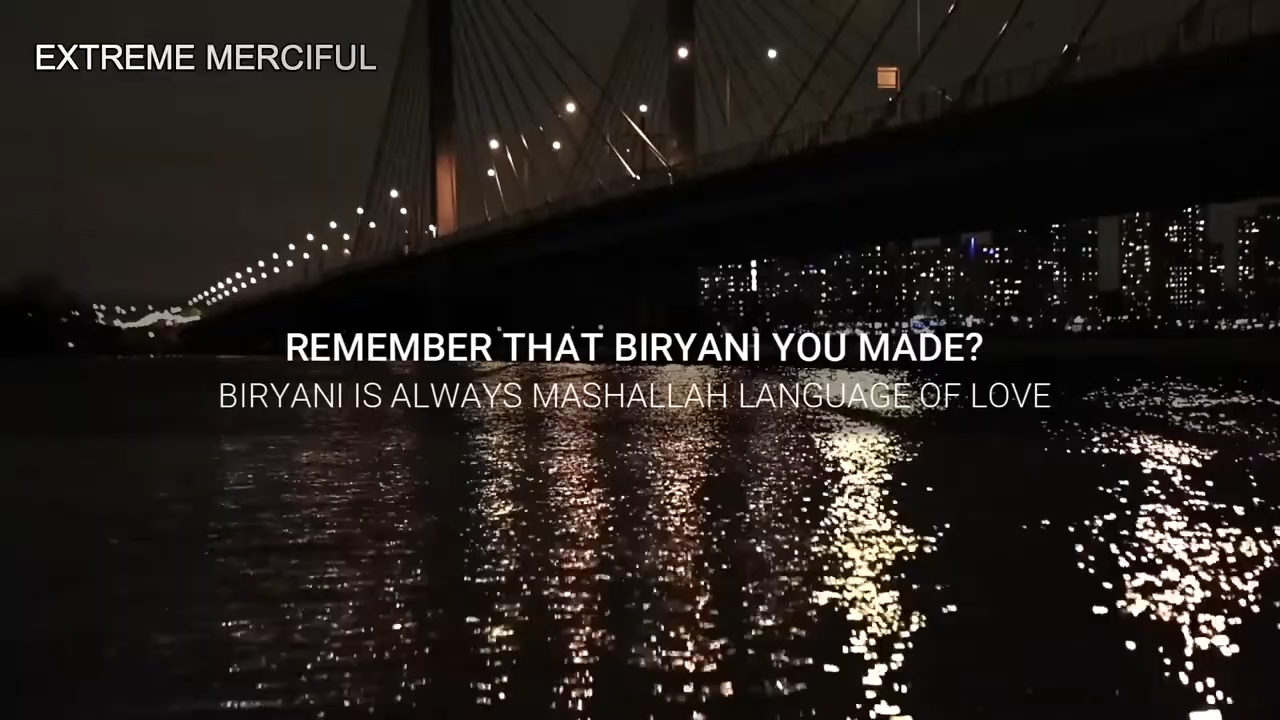 EXTREME MERCIFUL
REMEMBER THAT BIRYANI YOU MADE?
BIRYANI IS ALWAYS MASHALLAH LANGUAGE OF LOVE